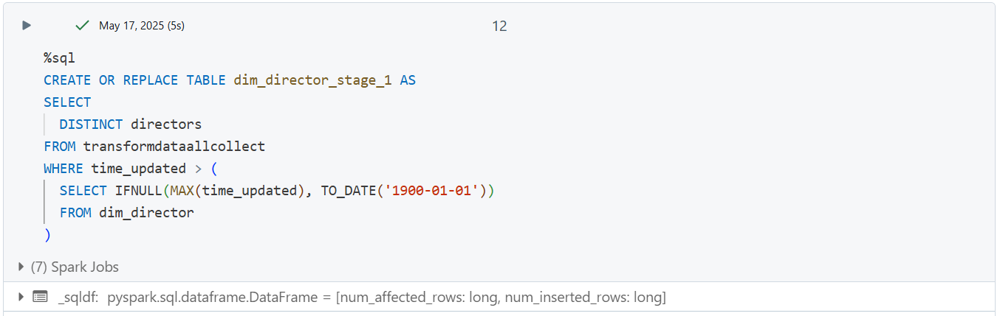 May 17, 2025 (5s)
12
%sql
CREATE OR REPLACE TABLE dim_director_stage_1 AS
SELECT
DISTINCT directors
FROM transformdataallcollect
WHERE time_updated > (
SELECT IFNULL(MAX(time_updated), TO_DATE('1900-01-01'))
FROM dim_director
)
(7) Spark Jobs
_sqldf: pyspark.sql.dataframe.DataFrame = [num_affected_rows: long, num_inserted_rows: long]